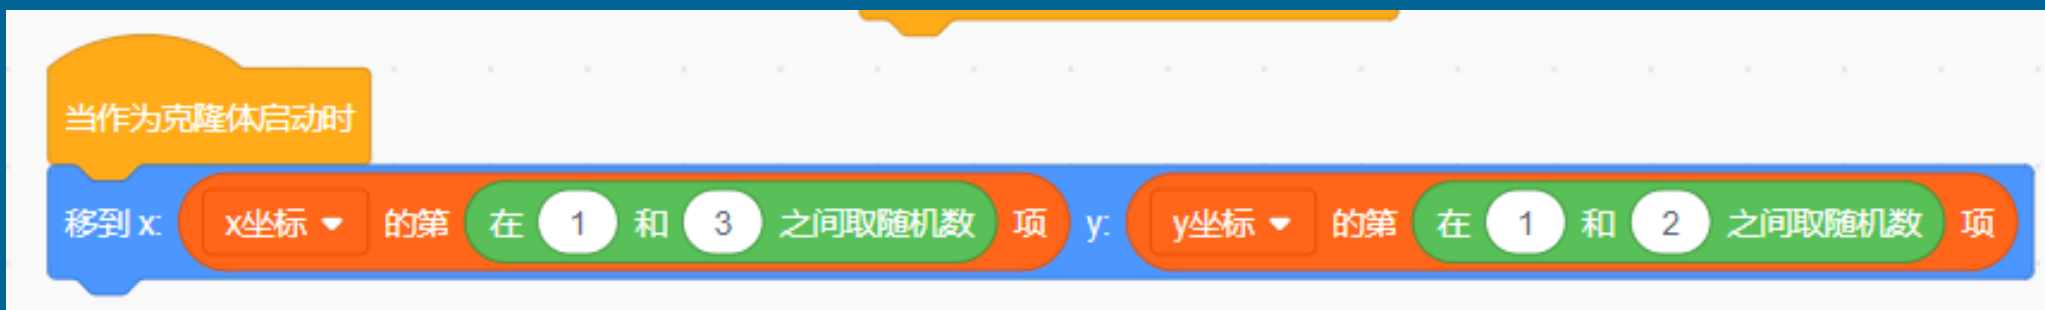 当作为克隆体启动时
移到 x: x坐标 的第 在 1 和 3 之间取随机数 项 y: y坐标 的第 在 1 和 2 之间取随机数 项